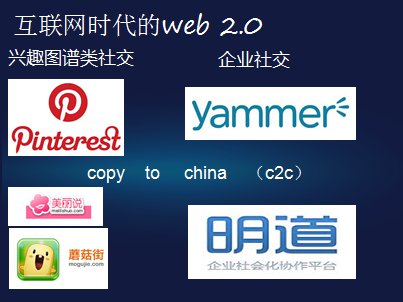 互联网时代的web 2.0
兴趣图谱类社交
企业社交
Pinterest
yammer
copy to china （c2c）
美丽说
meilishuo.com
明道
企业社会化协作平台
蘑菇街
mogujie.com